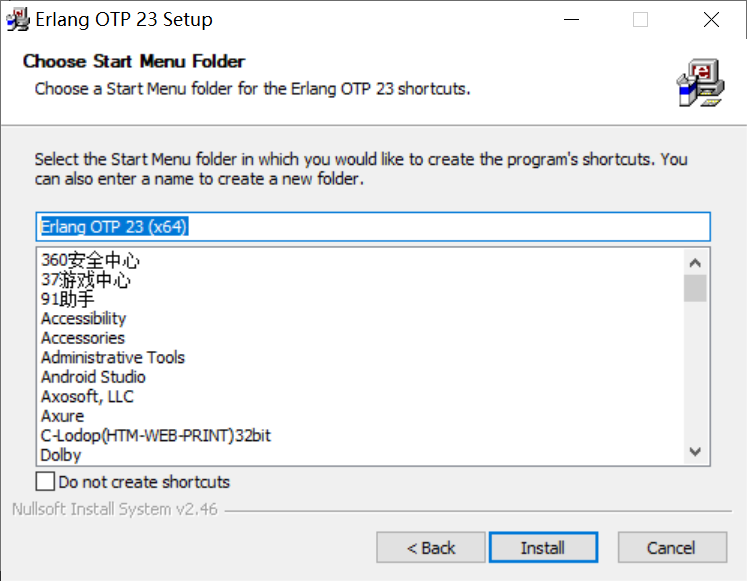 Erlang OTP 23 Setup
Choose Start Menu Folder
Choose a Start Menu folder for the Erlang OTP 23 shortcuts.
Select the Start Menu folder in which you would like to create the program's shortcuts. You
can also enter a name to create a new folder.
Erlang OTP 23 (x64)
360安全中心
37游戏中心
91助手
Accessibility
Accessories
Administrative Tools
Android Studio
Axosoft, LLC
Axure
C-Lodop(HTM-WEB-PRINT)32bit
Dolby
Do not create shortcuts
Nullsoft Install System v2.46
< Back
Install
Cancel